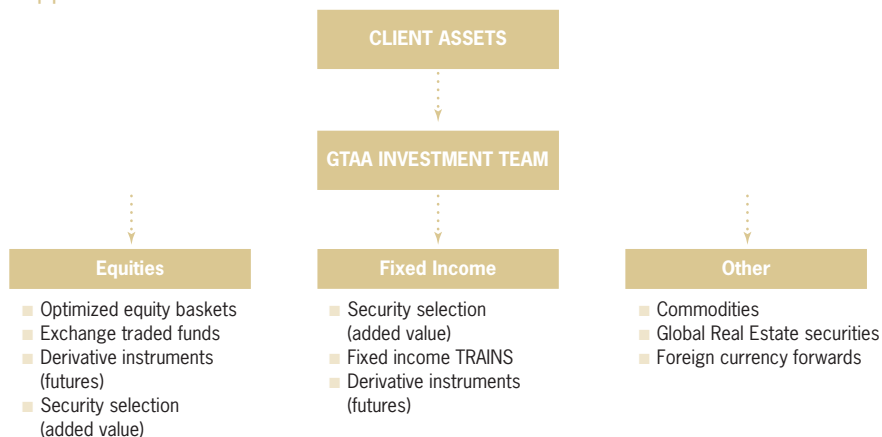 CLIENT ASSETS
GTAA INVESTMENT TEAM
Equities
Optimized equity baskets
Exchange traded funds
Derivative instruments
(futures)
Security selection
(added value)
Fixed Income
Security selection
(added value)
Fixed income TRAINS
Derivative instruments
(futures)
Other
Commodities
Global Real Estate securities
Foreign currency forwards